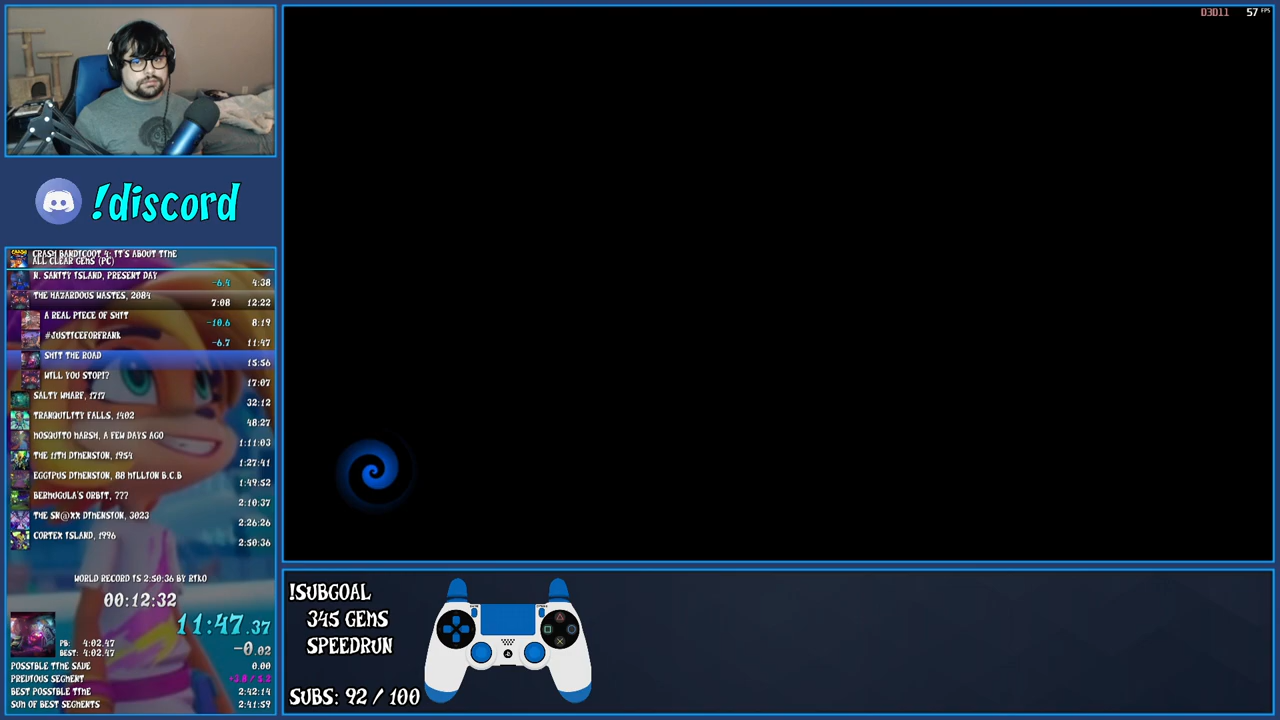 D3D11 57 FPS
!discord
CRASH BANDICOOT 4: IT'S ABOUT TIME
ALL CLEAR GEMS (PC)
N. SANITY ISLAND, PRESENT DAY -6.4 4:38
THE HAZARDOUS WASTES, 2084 7:08 12:22
A REAL PIECE OF SHIT -10.6 8:19
#JUSTICEFORFRANK -6.7 11:47
SHIT THE ROAD 15:56
WILL YOU STOP!? 17:07
SALTY WHARF, 1717 32:12
TRANQUILITY FALLS, 1402 48:27
MOSQUITO MARSH, A FEW DAYS AGO 1:11:03
THE 11TH DIMENSION, 1954 1:27:41
EGGIPUS DIMENSION, 88 MILLION B.C.B 1:49:52
BERMUGULA'S ORBIT, ??? 2:10:37
THE SN@XX DIMENSION, 3023 2:26:26
CORTEX ISLAND, 1996 2:50:36
WORLD RECORD IS 2:50:36 BY RIKO
00:12:32
11:47.37
PB: 4:02.47
BEST: 4:02.47
-0.02
POSSIBLE TIME SAVE 0.00
PREVIOUS SEGMENT +3.8 / 5.2
BEST POSSIBLE TIME 2:42:14
SUM OF BEST SEGMENTS 2:41:59
!SUBGOAL
345 GEMS
SPEEDRUN
SUBS: 92 / 100